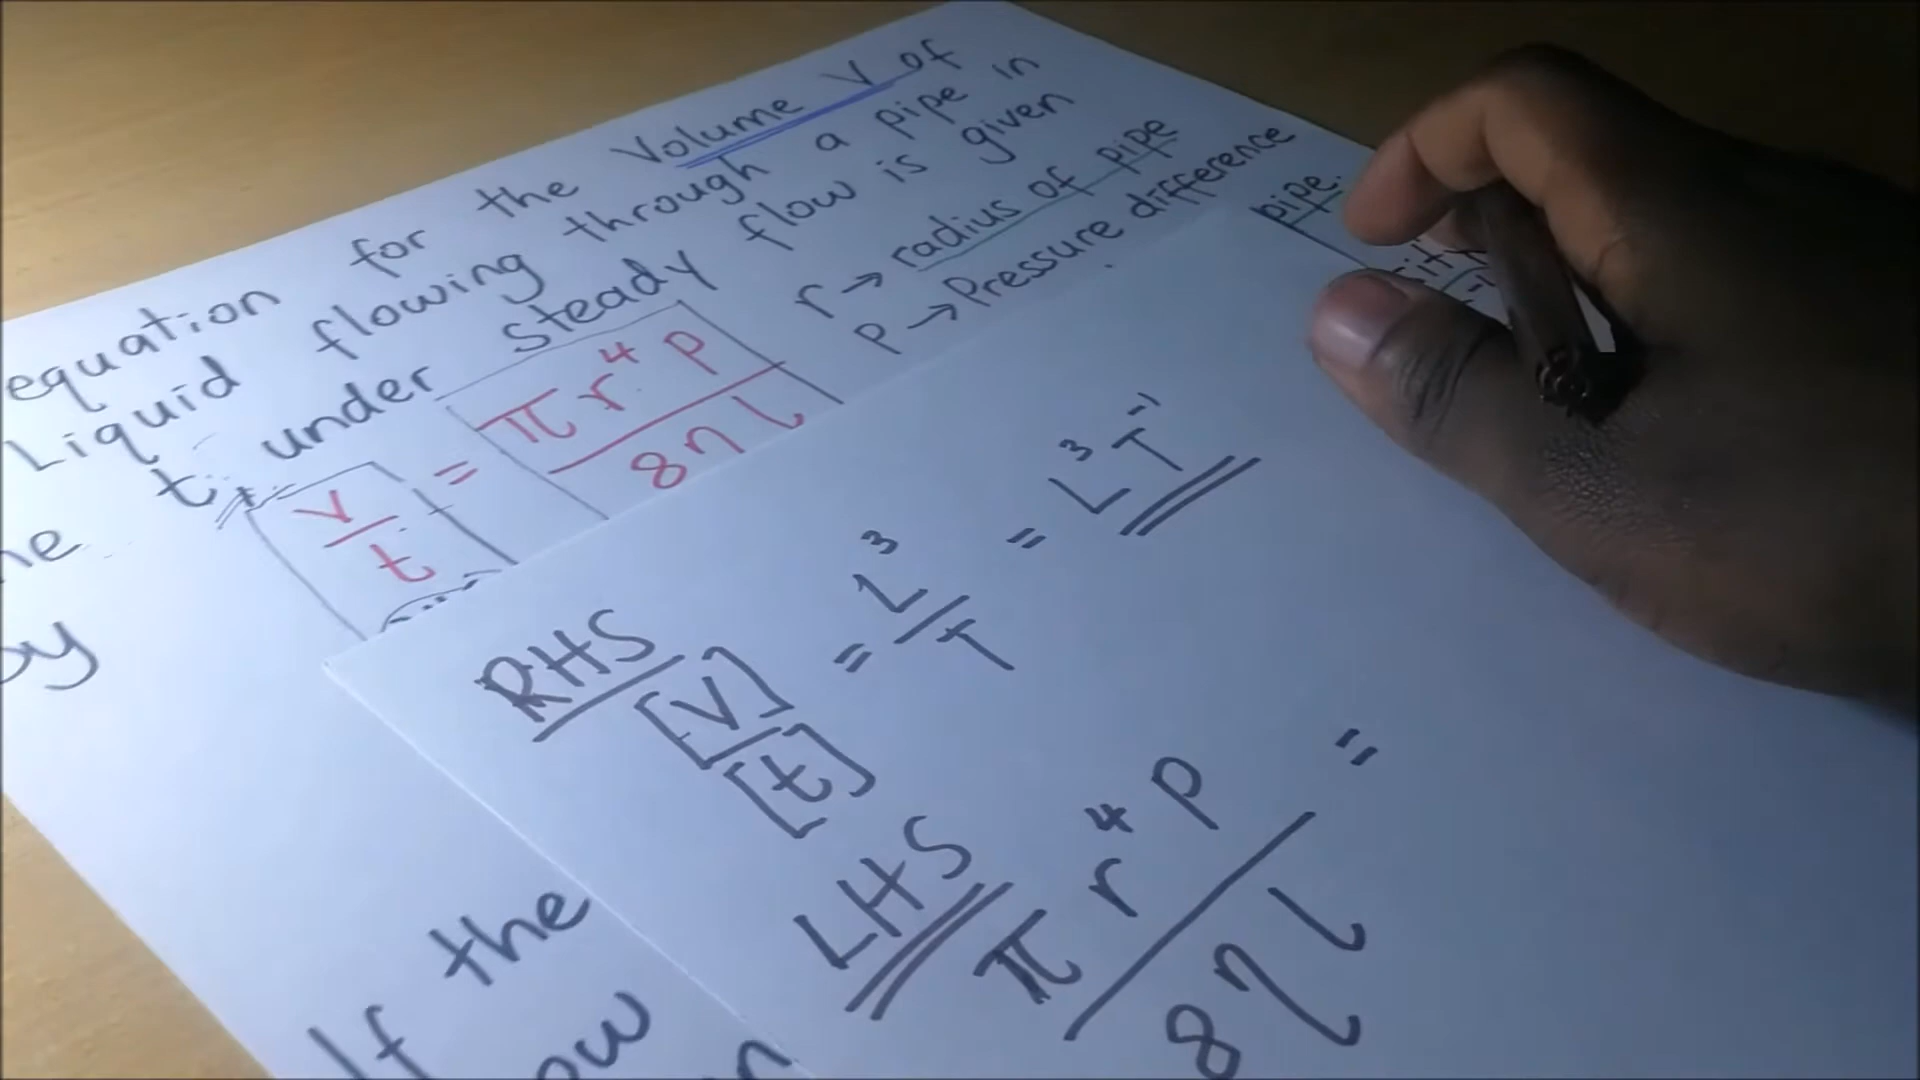 equation for the Volume V of
Liquid flowing through a pipe in
t, under steady flow is given
by
V/t = πr⁴p/8ηl
r → radius of pipe
p → Pressure difference
pipe.
RHS
[V]/[t] = L³/T = L³T⁻¹
LHS
πr⁴p/8ηl =
If the